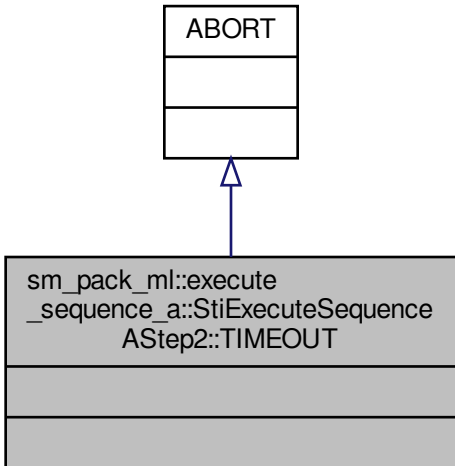 ABORT
sm_pack_ml::execute
_sequence_a::StiExecuteSequence
AStep2::TIMEOUT